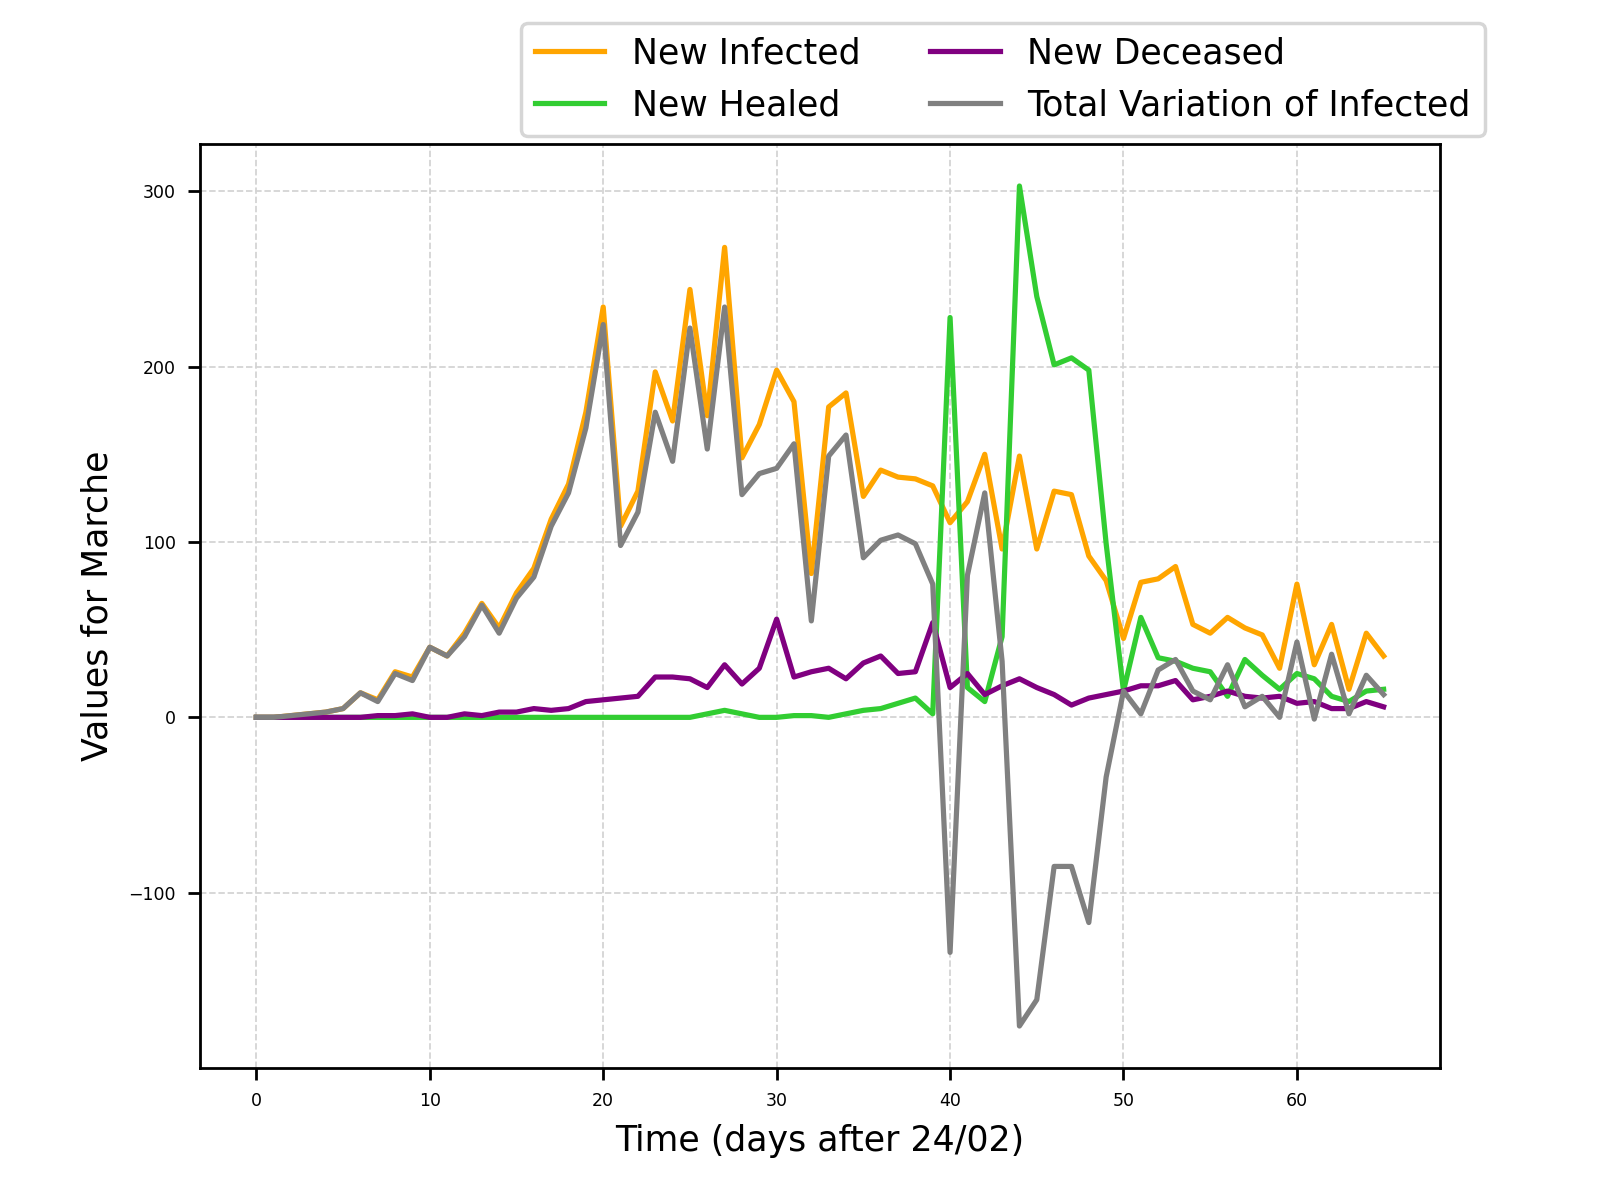 New Infected
New Deceased
New Healed
Total Variation of Infected
300
200
100
0
−100
Values for Marche
0 10 20 30 40 50 60
Time (days after 24/02)